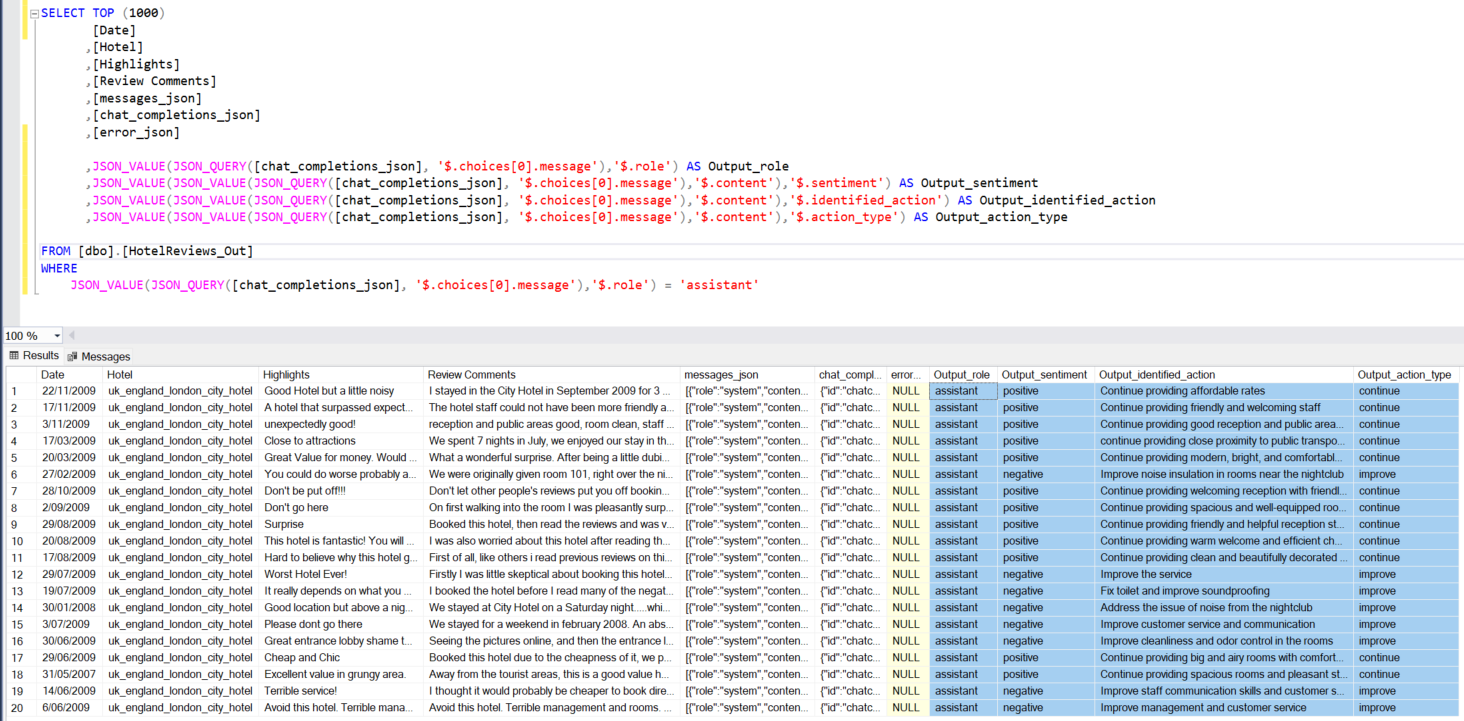 SELECT TOP (1000)
[Date]
,[Hotel]
,[Highlights]
,[Review Comments]
,[messages_json]
,[chat_completions_json]
,[error_json]
,JSON_VALUE(JSON_QUERY([chat_completions_json], '$.choices[0].message'),'$.role') AS Output_role
,JSON_VALUE(JSON_VALUE(JSON_QUERY([chat_completions_json], '$.choices[0].message'),'$.content'),'$.sentiment') AS Output_sentiment
,JSON_VALUE(JSON_VALUE(JSON_QUERY([chat_completions_json], '$.choices[0].message'),'$.content'),'$.identified_action') AS Output_identified_action
,JSON_VALUE(JSON_VALUE(JSON_QUERY([chat_completions_json], '$.choices[0].message'),'$.content'),'$.action_type') AS Output_action_type
FROM [dbo].[HotelReviews_Out]
WHERE
JSON_VALUE(JSON_QUERY([chat_completions_json], '$.choices[0].message'),'$.role') = 'assistant'
100 %
Results Messages
Date Hotel Highlights Review Comments messages_json chat_compl... error... Output_role Output_sentiment Output_identified_action Output_action_type
1 22/11/2009 uk_england_london_city_hotel Good Hotel but a little noisy I stayed in the City Hotel in September 2009 for 3 ... [{"role":"system","conten... {"id":"chatc... NULL assistant positive Continue providing affordable rates continue
2 17/11/2009 uk_england_london_city_hotel A hotel that surpassed expect... The hotel staff could not have been more friendly a... [{"role":"system","conten... {"id":"chatc... NULL assistant positive Continue providing friendly and welcoming staff continue
3 3/11/2009 uk_england_london_city_hotel unexpectedly good! reception and public areas good, room clean, staff ... [{"role":"system","conten... {"id":"chatc... NULL assistant positive Continue providing good reception and public area... continue
4 17/03/2009 uk_england_london_city_hotel Close to attractions We spent 7 nights in July, we enjoyed our stay in th... [{"role":"system","conten... {"id":"chatc... NULL assistant positive continue providing close proximity to public transpo... continue
5 20/03/2009 uk_england_london_city_hotel Great Value for money. Would ... What a wonderful surprise. After being a little dubi... [{"role":"system","conten... {"id":"chatc... NULL assistant positive Continue providing modern, bright, and comfortabl... continue
6 27/02/2009 uk_england_london_city_hotel You could do worse probably a... We were originally given room 101, right over the ni... [{"role":"system","conten... {"id":"chatc... NULL assistant negative Improve noise insulation in rooms near the nightclub improve
7 28/10/2009 uk_england_london_city_hotel Don't be put off!!! Don't let other people's reviews put you off bookin... [{"role":"system","conten... {"id":"chatc... NULL assistant positive Continue providing welcoming reception with friendl... continue
8 2/09/2009 uk_england_london_city_hotel Don't go here On first walking into the room I was pleasantly surp... [{"role":"system","conten... {"id":"chatc... NULL assistant positive Continue providing spacious and well-equipped roo... continue
9 29/08/2009 uk_england_london_city_hotel Surprise Booked this hotel, then read the reviews and was v... [{"role":"system","conten... {"id":"chatc... NULL assistant positive Continue providing friendly and helpful reception st... continue
10 20/08/2009 uk_england_london_city_hotel This hotel is fantastic! You will ... I was also worried about this hotel after reading th... [{"role":"system","conten... {"id":"chatc... NULL assistant positive Continue providing warm welcome and efficient ch... continue
11 17/08/2009 uk_england_london_city_hotel Hard to believe why this hotel g... First of all, like others i read previous reviews on thi... [{"role":"system","conten... {"id":"chatc... NULL assistant positive Continue providing clean and beautifully decorated ... continue
12 29/07/2009 uk_england_london_city_hotel Worst Hotel Ever! Firstly I was little skeptical about booking this hotel... [{"role":"system","conten... {"id":"chatc... NULL assistant negative Improve the service improve
13 19/07/2009 uk_england_london_city_hotel It really depends on what you ... I booked the hotel before I read many of the negat... [{"role":"system","conten... {"id":"chatc... NULL assistant negative Fix toilet and improve soundproofing improve
14 30/01/2008 uk_england_london_city_hotel Good location but above a nig... We stayed at City Hotel on a Saturday night.....whi... [{"role":"system","conten... {"id":"chatc... NULL assistant negative Address the issue of noise from the nightclub improve
15 3/07/2009 uk_england_london_city_hotel Please dont go there We stayed for a weekend in february 2008. An abs... [{"role":"system","conten... {"id":"chatc... NULL assistant negative Improve customer service and communication improve
16 30/06/2009 uk_england_london_city_hotel Great entrance lobby shame t... Seeing the pictures online, and then the entrance l... [{"role":"system","conten... {"id":"chatc... NULL assistant negative Improve cleanliness and odor control in the rooms improve
17 29/06/2009 uk_england_london_city_hotel Cheap and Chic Booked this hotel due to the cheapness of it, we p... [{"role":"system","conten... {"id":"chatc... NULL assistant positive Continue providing big and airy rooms with comfort... continue
18 31/05/2007 uk_england_london_city_hotel Excellent value in grungy area. Away from the tourist areas, this is a good value h... [{"role":"system","conten... {"id":"chatc... NULL assistant positive Continue providing spacious rooms and pleasant st... continue
19 14/06/2009 uk_england_london_city_hotel Terrible service! I thought it would probably be cheaper to book dire... [{"role":"system","conten... {"id":"chatc... NULL assistant negative Improve staff communication skills and customer s... improve
20 6/06/2009 uk_england_london_city_hotel Avoid this hotel. Terrible mana... Avoid this hotel. Terrible management and rooms. ... [{"role":"system","conten... {"id":"chatc... NULL assistant negative Improve management and customer service improve